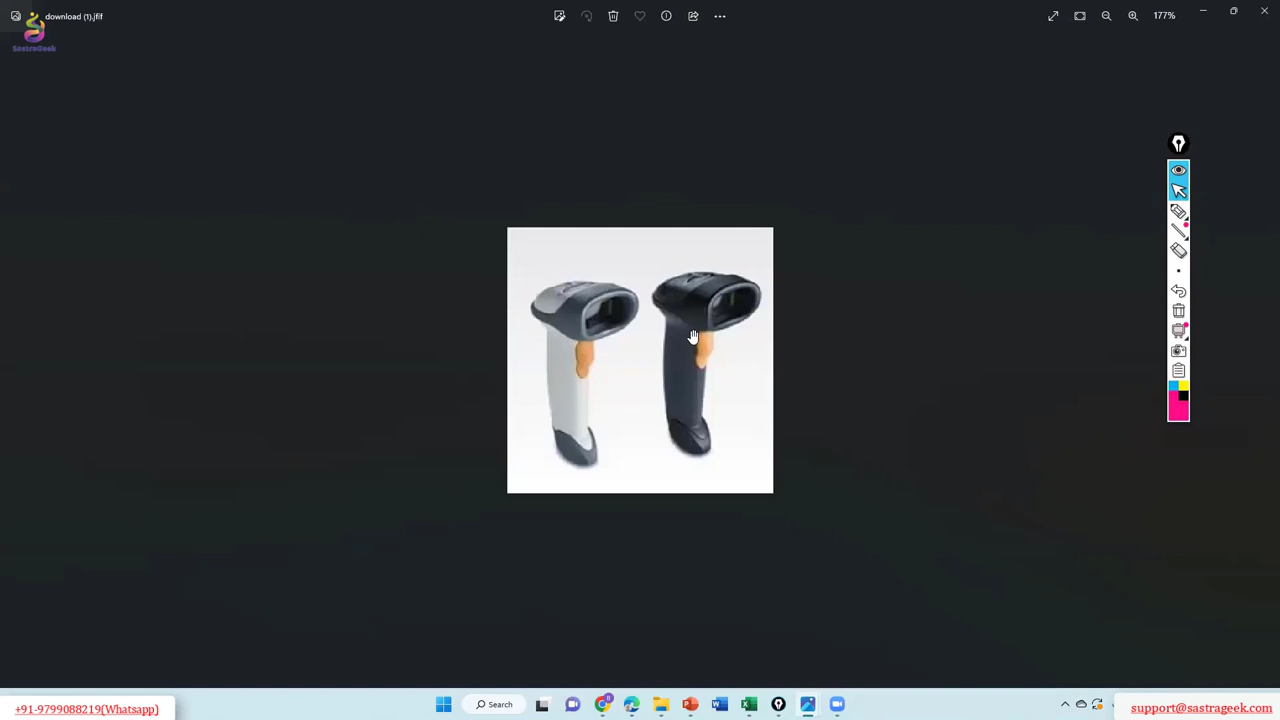 download (1).jfif
177%
SastraGeek
Search
+91-9799088219(Whatsapp)
support@sastrageek.com